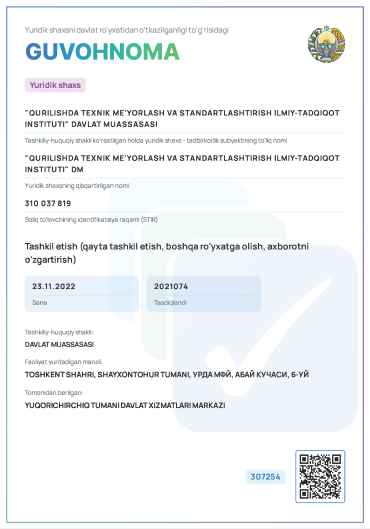 Yuridik shaxsni davlat ro'yxatidan o'tkazilganligi to'g'risidagi
GUVOHNOMA
Yuridik shaxs
"QURILISHDA TEXNIK ME'YORLASH VA STANDARTLASHTIRISH ILMIY-TADQIQOT
INSTITUTI" DAVLAT MUASSASASI
Tashkiliy-huquqiy shakli ko'rsatilgan holda yuridik shaxs - tadbirkorlik subyektining to'liq nomi
"QURILISHDA TEXNIK ME'YORLASH VA STANDARTLASHTIRISH ILMIY-TADQIQOT
INSTITUTI" DM
Yuridik shaxsning qisqartirilgan nomi
310 037 819
Soliq to'lovchining identifikatsiya raqami (STIR)
Tashkil etish (qayta tashkil etish, boshqa ro'yxatga olish, axborotni
o'zgartirish)
23.11.2022
Sana
2021074
Tasdiqlandi
Tashkiliy-huquqiy shakli:
DAVLAT MUASSASASI
Faoliyat yuritadigan manzil:
TOSHKENT SHAHRI, SHAYXONTOHUR TUMANI, УРДА МФЙ, АБАЙ КУЧАСИ, 6-УЙ
Tomonidan berilgan:
YUQORICHIRCHIQ TUMANI DAVLAT XIZMATLARI MARKAZI
307254